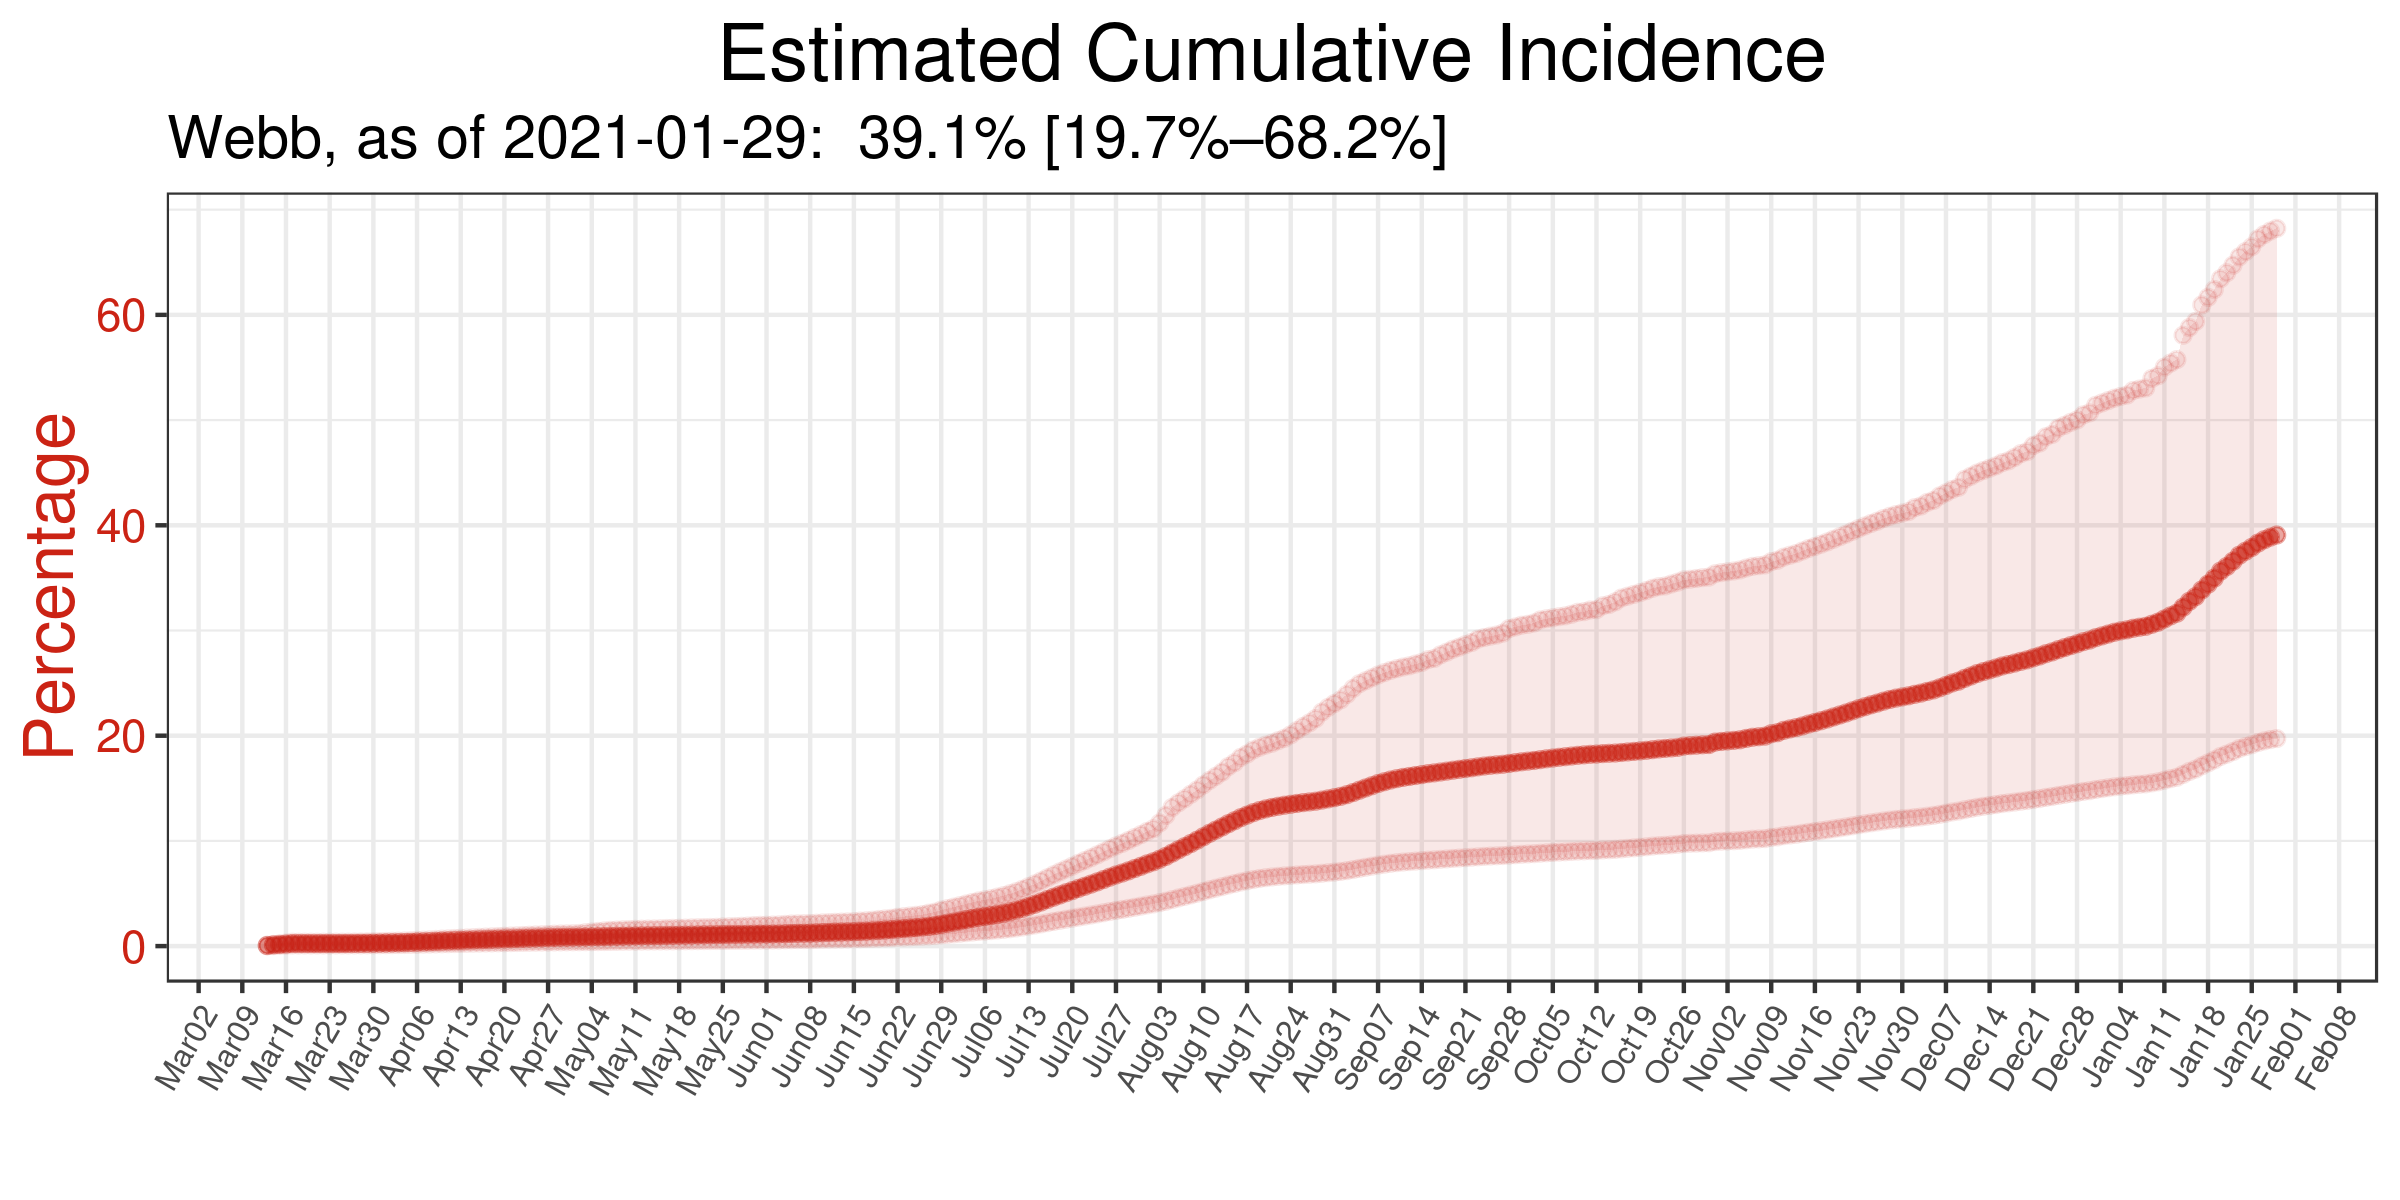 Estimated Cumulative Incidence
Webb, as of 2021-01-29:  39.1% [19.7%–68.2%]
Percentage
60
40
20
0
Mar02 Mar09 Mar16 Mar23 Mar30 Apr06 Apr13 Apr20 Apr27 May04 May11 May18 May25 Jun01 Jun08 Jun15 Jun22 Jun29 Jul06 Jul13 Jul20 Jul27 Aug03 Aug10 Aug17 Aug24 Aug31 Sep07 Sep14 Sep21 Sep28 Oct05 Oct12 Oct19 Oct26 Nov02 Nov09 Nov16 Nov23 Nov30 Dec07 Dec14 Dec21 Dec28 Jan04 Jan11 Jan18 Jan25 Feb01 Feb08